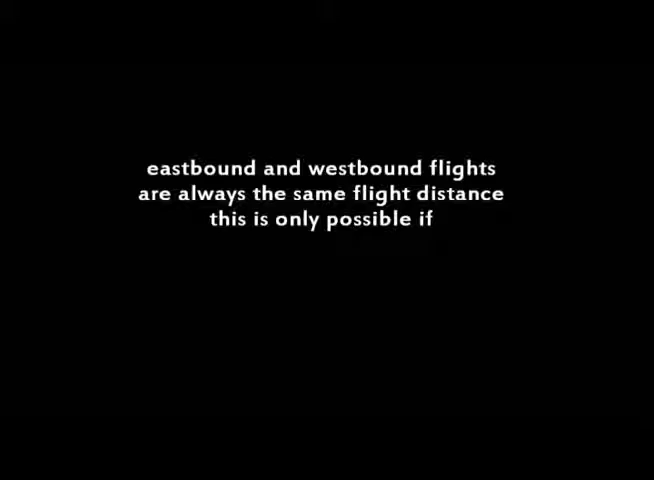 eastbound and westbound flights
are always the same flight distance
this is only possible if